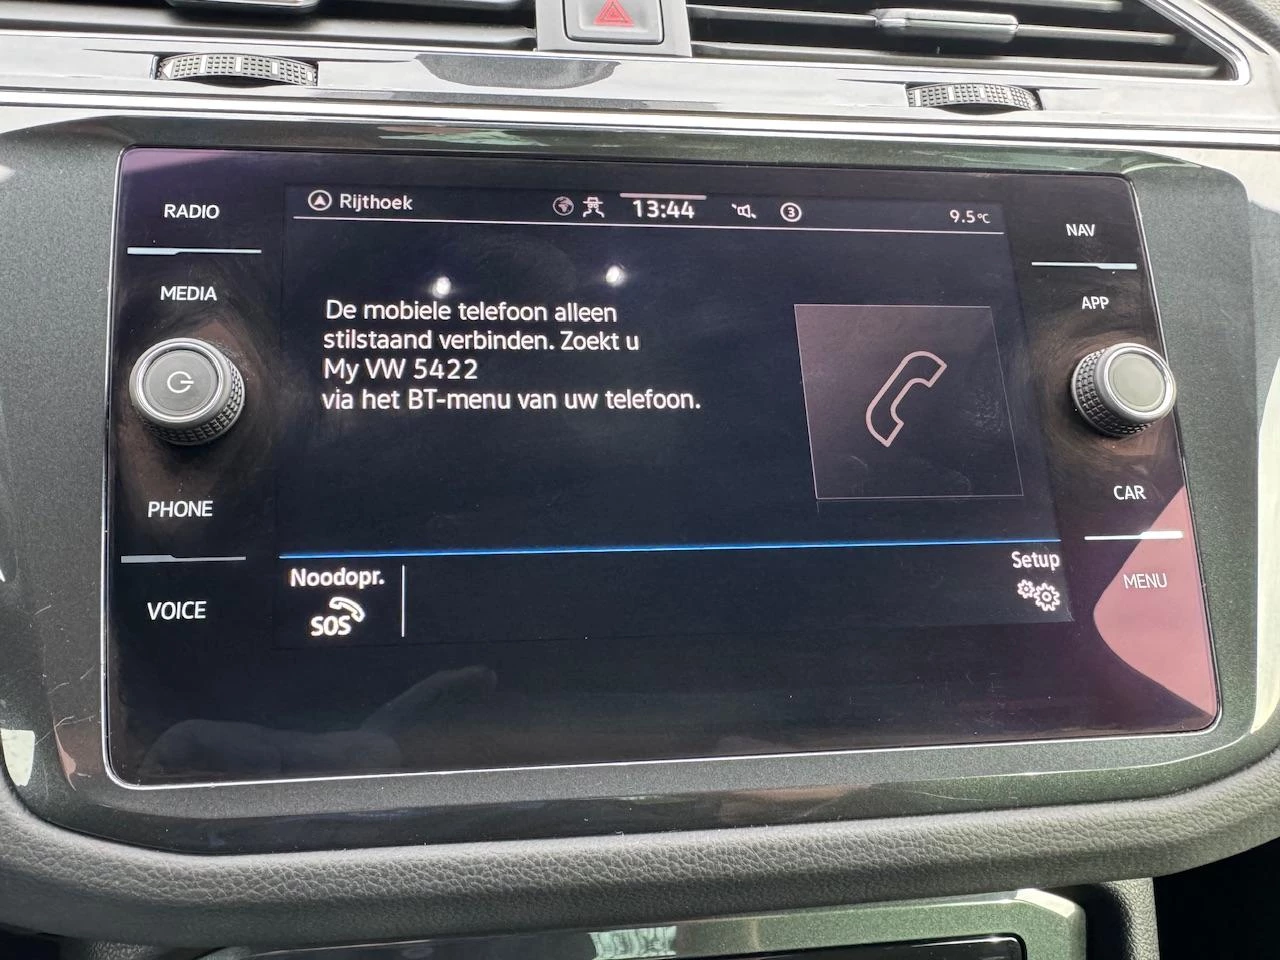 RADIO
MEDIA
PHONE
VOICE
Rijthoek
13:44
3
9.5°C
De mobiele telefoon alleen
stilstaand verbinden. Zoekt u
My VW 5422
via het BT-menu van uw telefoon.
Noodopr.
SOS
Setup
NAV
APP
CAR
MENU